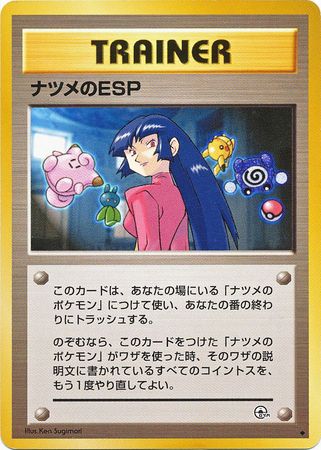 TRAINER
ナツメのESP
このカードは、あなたの場にいる「ナツメの
ポケモン」につけて使い、あなたの番の終わ
りにトラッシュする。
のぞむなら、このカードをつけた「ナツメの
ポケモン」がワザを使った時、そのワザの説
明文に書かれているすべてのコイントスを、
もう1度やり直してよい。
Illus. Ken Sugimori
GYM